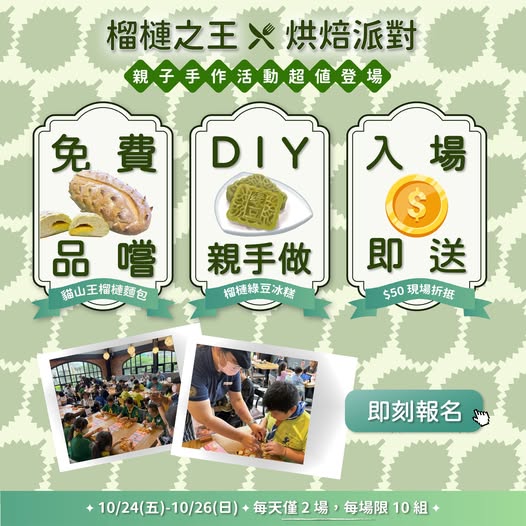 榴槤之王 烘焙派對
親子手作活動超值登場
免費
品嚐
貓山王榴槤麵包
DIY
親手做
榴槤綠豆冰糕
入場
$
即送
$50 現場折抵
即刻報名
10/24(五)-10/26(日) 每天僅 2 場，每場限 10 組